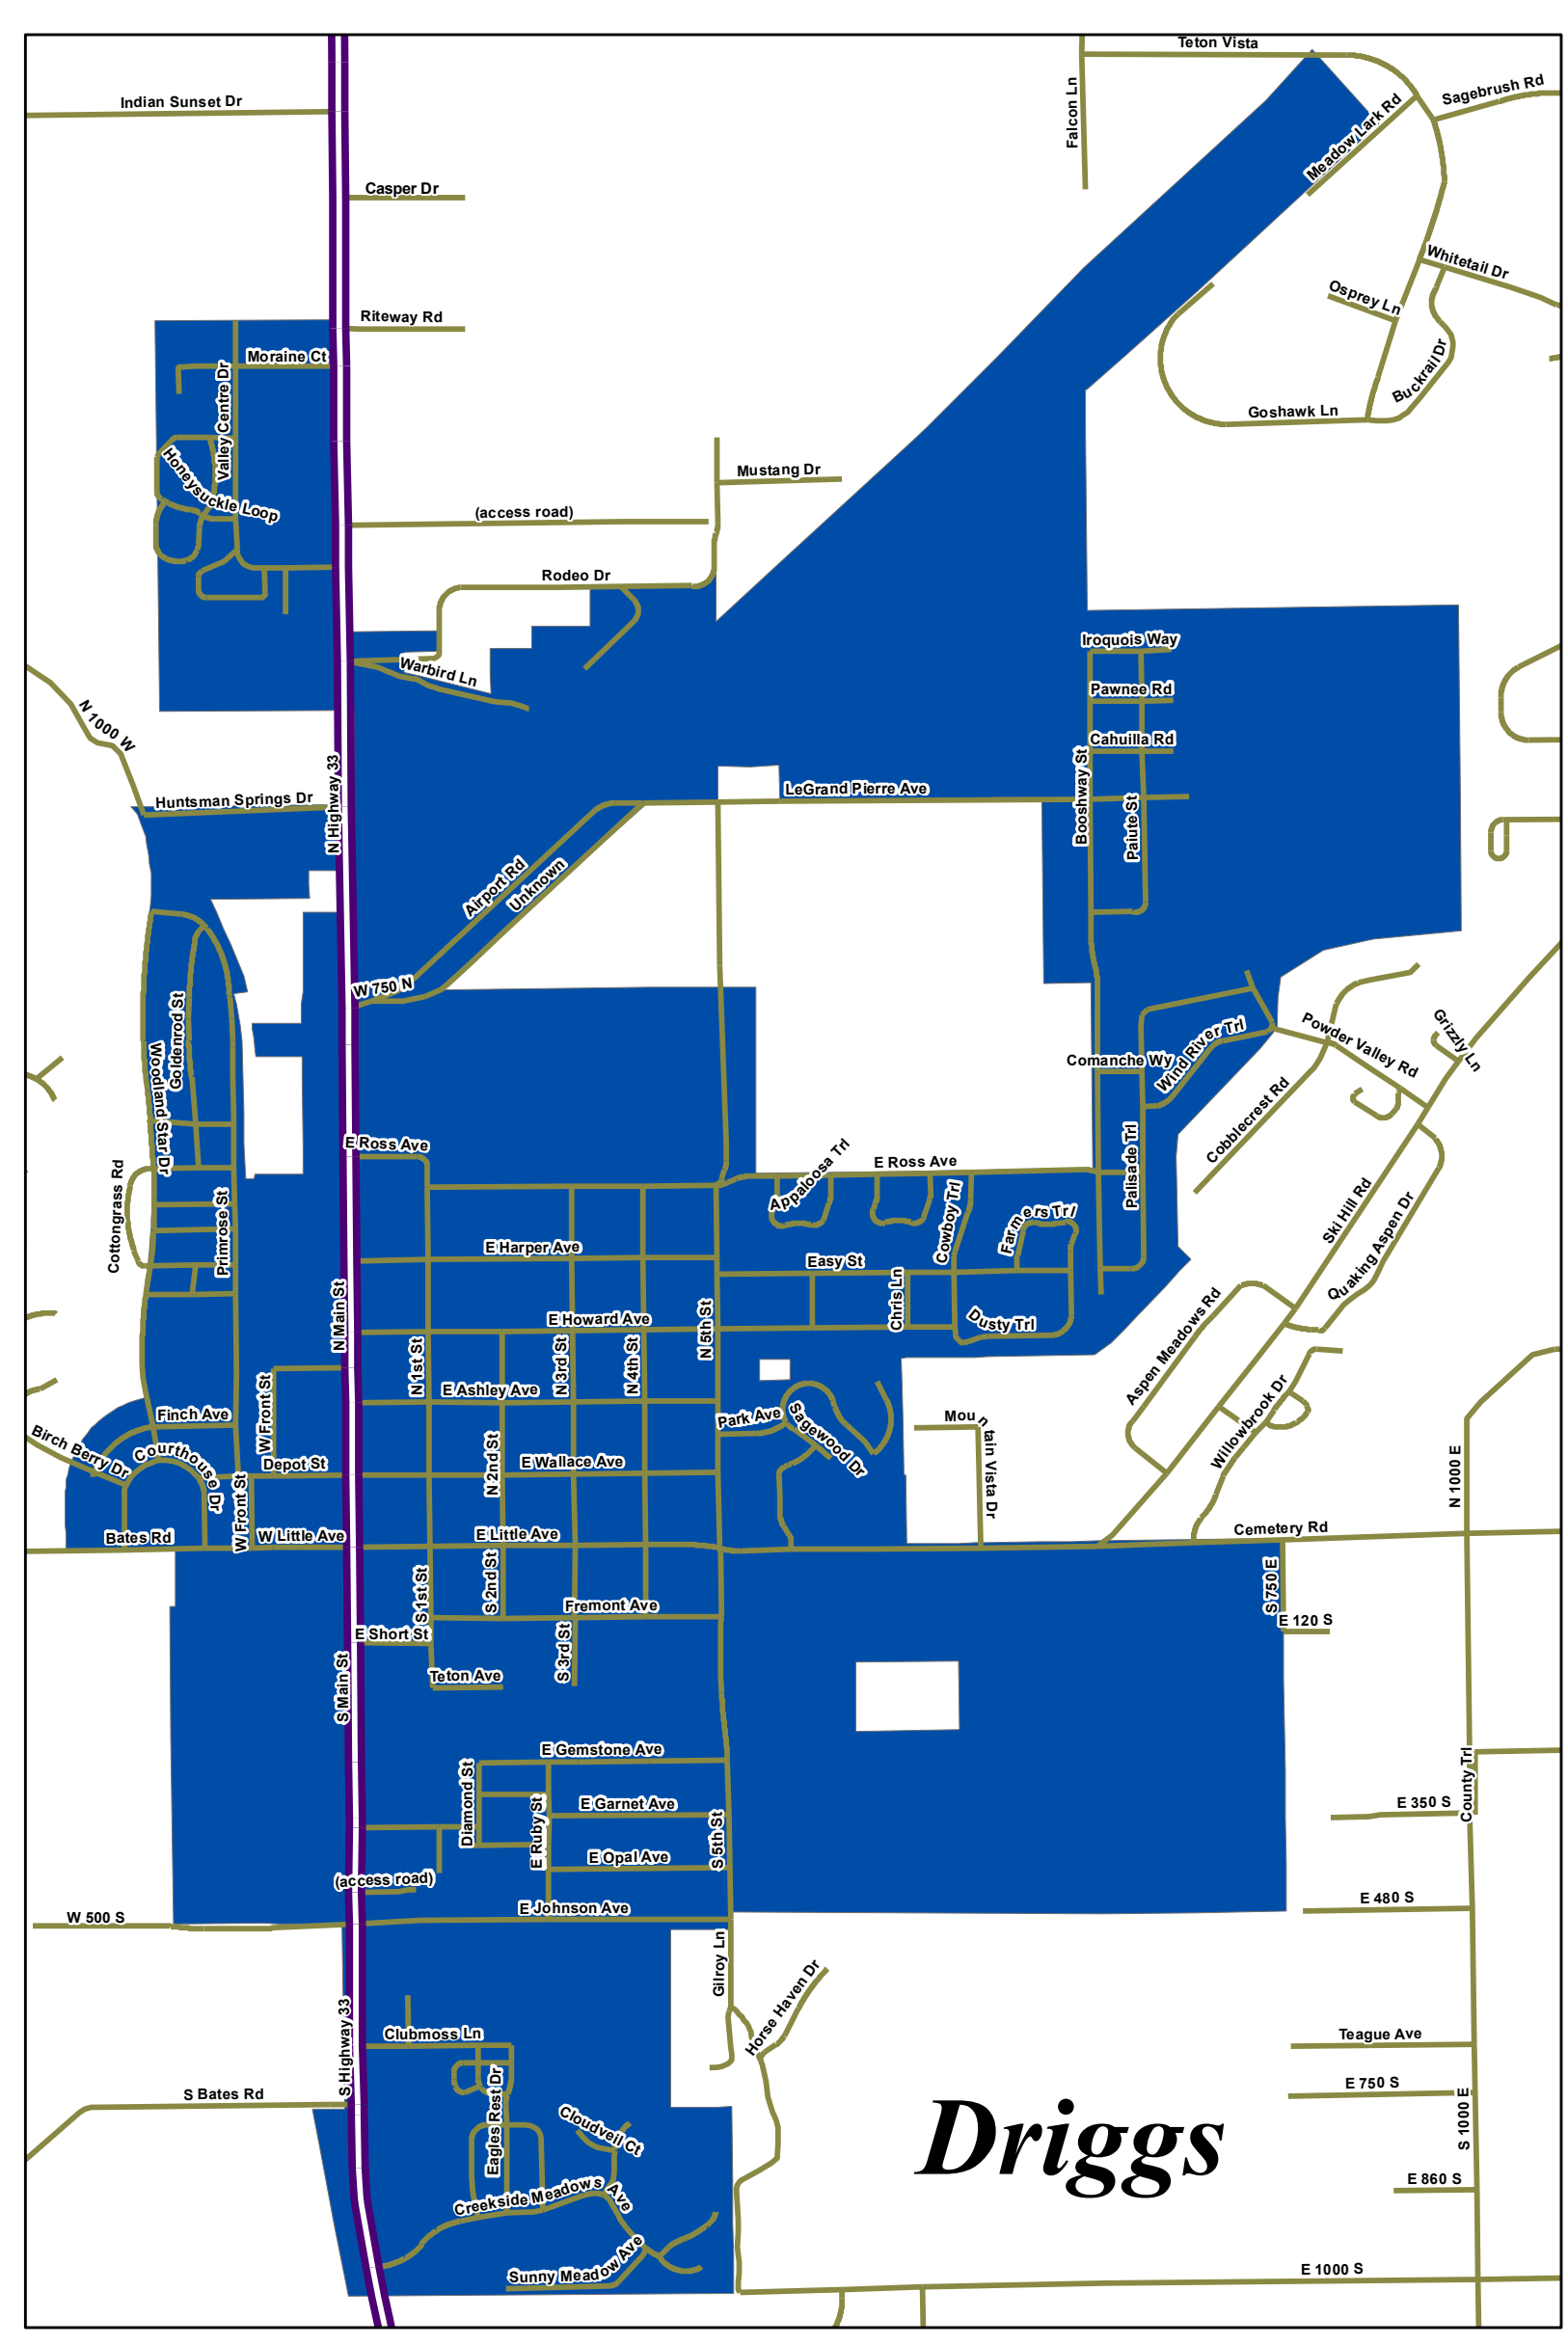 Teton Vista
Sagebrush Rd
Indian Sunset Dr
Falcon Ln
Meadow Lark Rd
Casper Dr
Whitetail Dr
Osprey Ln
Riteway Rd
Moraine Ct
Buckrail Dr
Valley Centre Dr
Goshawk Ln
Honeysuckle Loop
Mustang Dr
(access road)
Rodeo Dr
Iroquois Way
Warbird Ln
Pawnee Rd
N 1000 W
Cahuilla Rd
N Highway 33
Booshway St
LeGrand Pierre Ave
Huntsman Springs Dr
Paiute St
Airport Rd
Unknown
W 750 N
Goldenrod St
Woodland Star Dr
Powder Valley Rd
Grizzly Ln
Wind River Trl
Comanche Wy
Cobblecrest Rd
E Ross Ave
Appaloosa Trl
E Ross Ave
Palisade Trl
Cottongrass Rd
Primrose St
Cowboy Trl
Farmers Trl
Ski Hill Rd
Quaking Aspen Dr
E Harper Ave
Easy St
Chris Ln
N Main St
E Howard Ave
N 5th St
Dusty Trl
Aspen Meadows Rd
N 1st St
N 3rd St
N 4th St
E Ashley Ave
W Front St
Finch Ave
Park Ave
Sagewood Dr
Mountain Vista Dr
Willowbrook Dr
Birch Berry Dr
Courthouse Dr
Depot St
N 2nd St
E Wallace Ave
N 1000 E
W Front St
Bates Rd
W Little Ave
E Little Ave
Cemetery Rd
S 1st St
S 2nd St
S 750 E
Fremont Ave
E 120 S
E Short St
S 3rd St
Teton Ave
S Main St
E Gemstone Ave
Diamond St
E Ruby St
E Garnet Ave
S 5th St
County Trl
E 350 S
E Opal Ave
(access road)
E Johnson Ave
E 480 S
W 500 S
Gilroy Ln
Horse Haven Dr
S Highway 33
Clubmoss Ln
Teague Ave
S Bates Rd
Eagles Rest Dr
E 750 S
S 1000 E
Cloudveil Ct
Driggs
Creekside Meadows Ave
E 860 S
Sunny Meadow Ave
E 1000 S